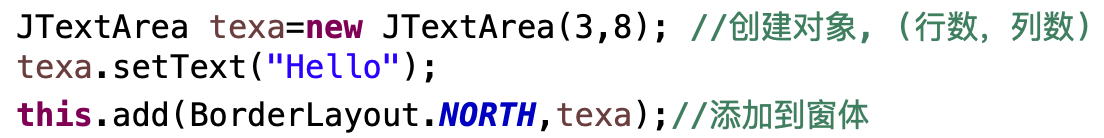 JTextArea texa=new JTextArea(3,8); //创建对象, (行数，列数)
texa.setText("Hello");
this.add(BorderLayout.NORTH,texa);//添加到窗体